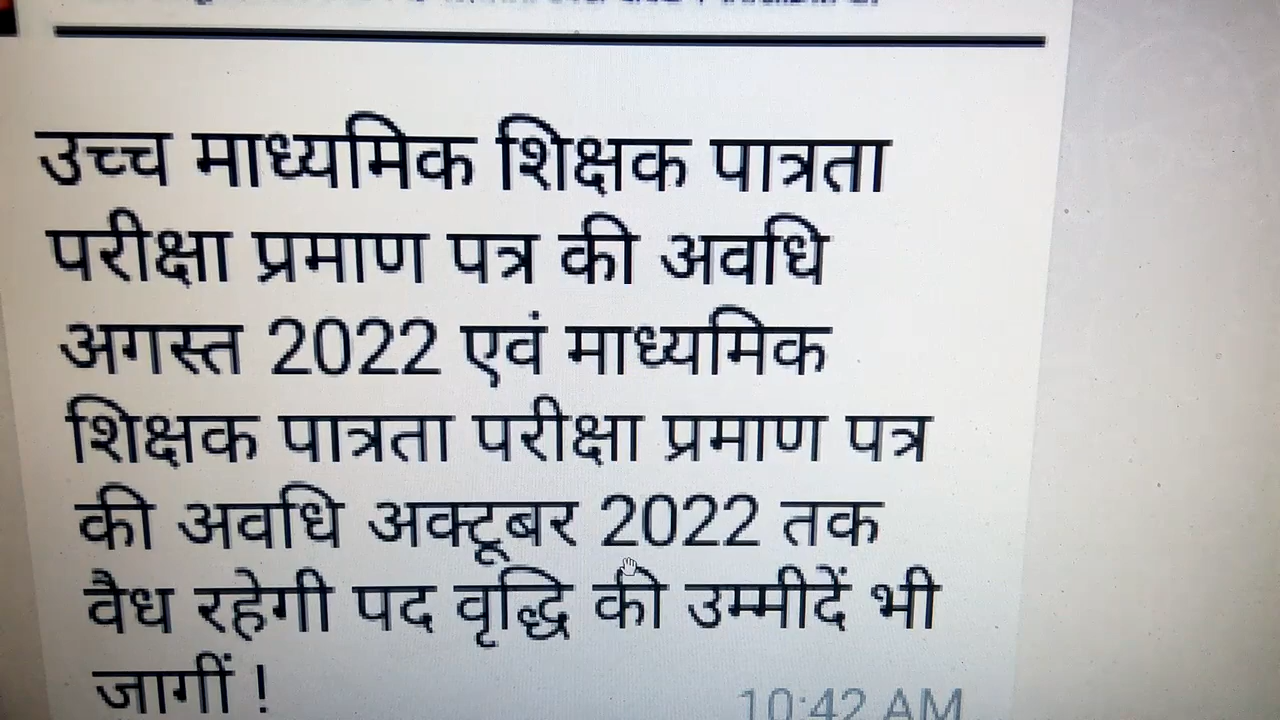 उच्च माध्यमिक शिक्षक पात्रता
परीक्षा प्रमाण पत्र की अवधि
अगस्त 2022 एवं माध्यमिक
शिक्षक पात्रता परीक्षा प्रमाण पत्र
की अवधि अक्टूबर 2022 तक
वैध रहेगी पद वृद्धि की उम्मीदें भी
जागीं !
10:42 AM